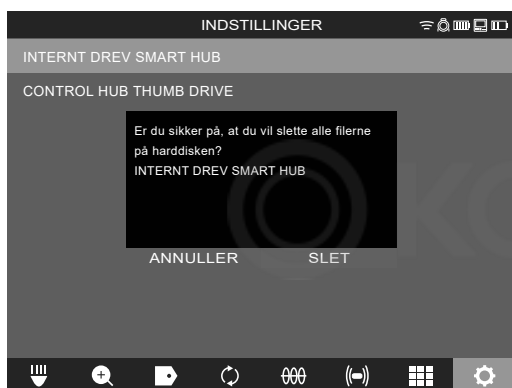 INDSTILLINGER
INTERNT DREV SMART HUB
CONTROL HUB THUMB DRIVE
Er du sikker på, at du vil slette alle filerne
på harddisken?
INTERNT DREV SMART HUB
ANNULLER SLET